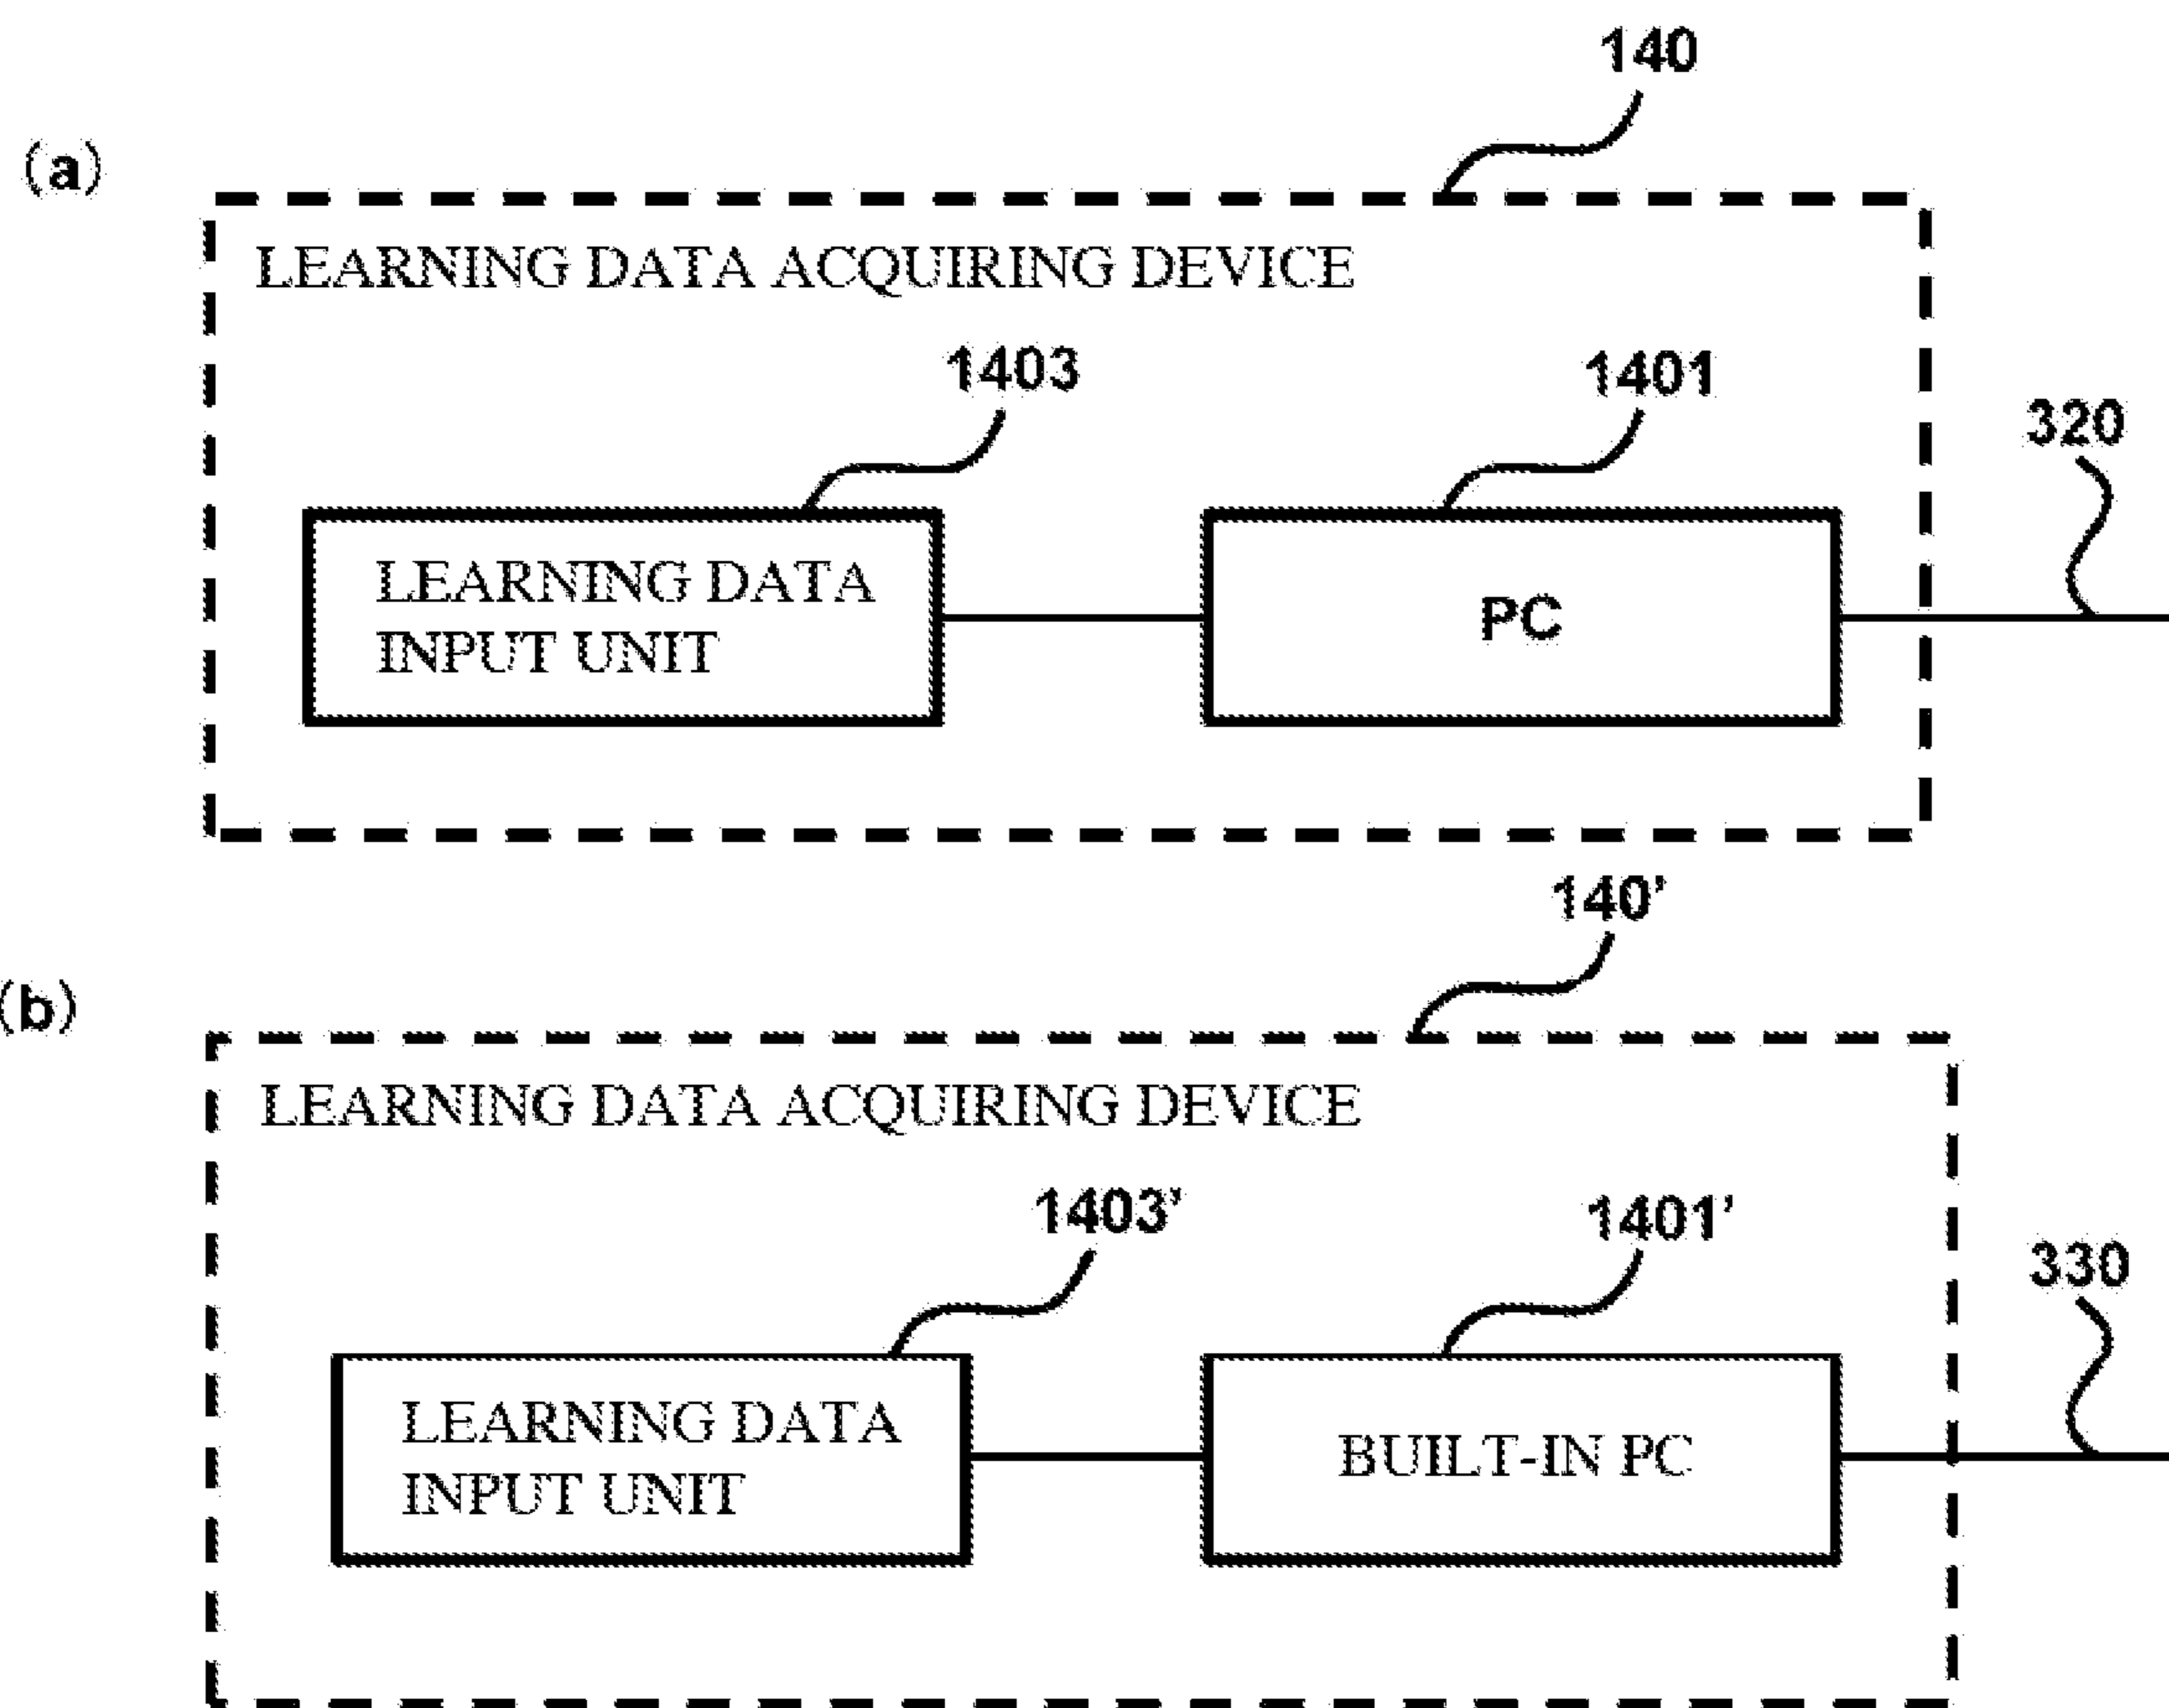 140
(a)
LEARNING DATA ACQUIRING DEVICE
1403
1401
320
LEARNING DATA
INPUT UNIT
PC
140’
(b)
LEARNING DATA ACQUIRING DEVICE
1403’
1401’
330
LEARNING DATA
INPUT UNIT
BUILT-IN PC